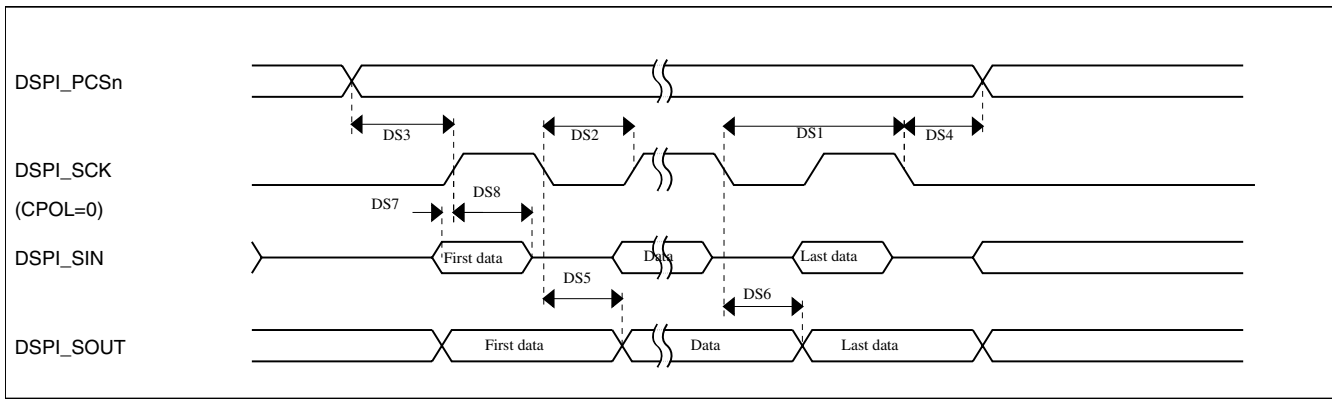 DSPI_PCSn
DS3
DS2
DS1
DS4
DSPI_SCK
(CPOL=0)
DS7
DS8
DSPI_SIN
First data
Data
Last data
DS5
DS6
DSPI_SOUT
First data
Data
Last data